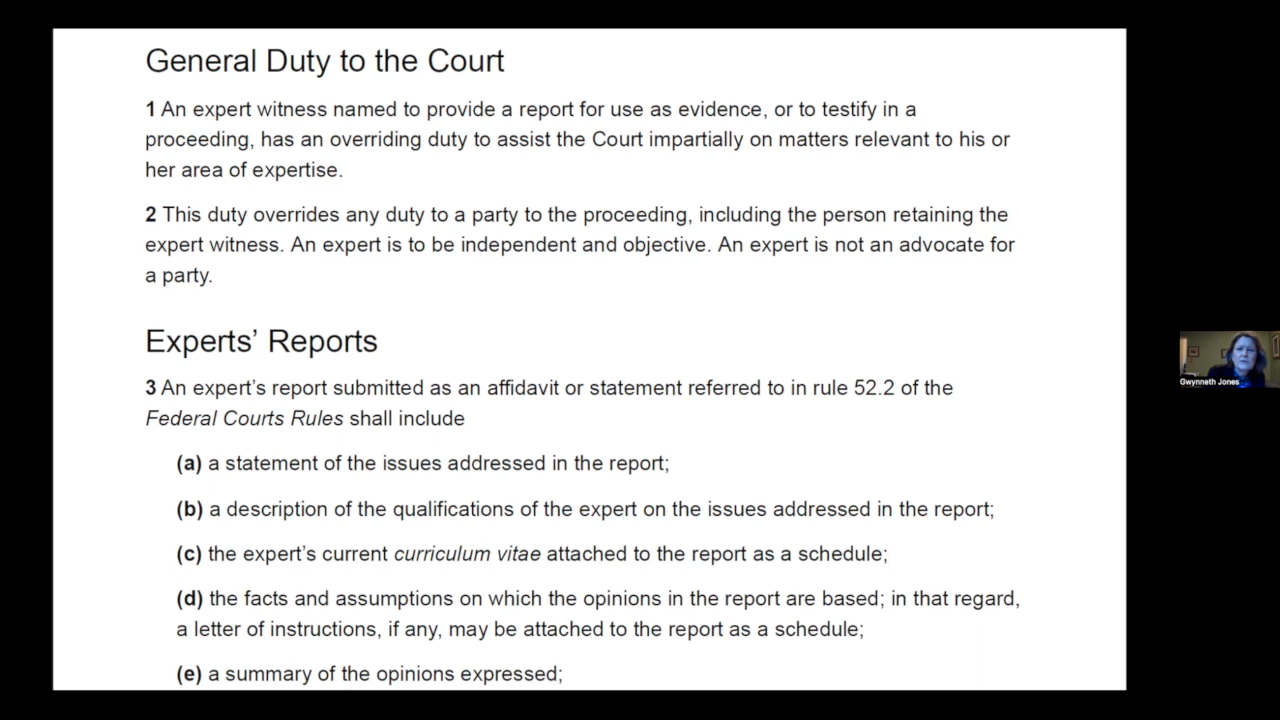 General Duty to the Court
1 An expert witness named to provide a report for use as evidence, or to testify in a
proceeding, has an overriding duty to assist the Court impartially on matters relevant to his or
her area of expertise.
2 This duty overrides any duty to a party to the proceeding, including the person retaining the
expert witness. An expert is to be independent and objective. An expert is not an advocate for
a party.
Experts’ Reports
3 An expert’s report submitted as an affidavit or statement referred to in rule 52.2 of the
Federal Courts Rules shall include
(a) a statement of the issues addressed in the report;
(b) a description of the qualifications of the expert on the issues addressed in the report;
(c) the expert’s current curriculum vitae attached to the report as a schedule;
(d) the facts and assumptions on which the opinions in the report are based; in that regard,
a letter of instructions, if any, may be attached to the report as a schedule;
(e) a summary of the opinions expressed;
Gwynneth Jones